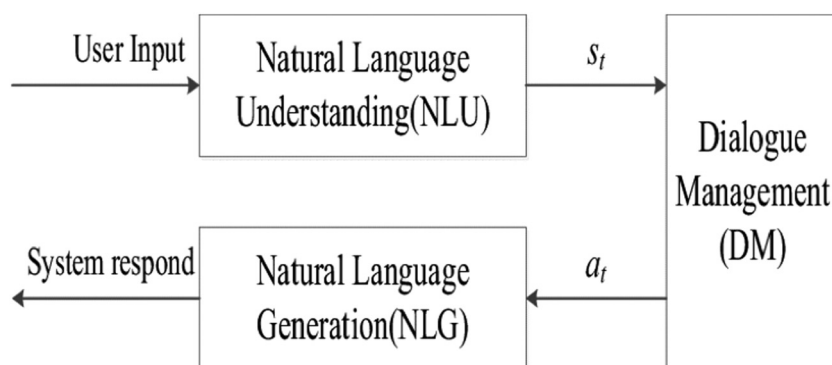 User Input
Natural Language
Understanding(NLU)
s_t
Dialogue
Management
(DM)
System respond
Natural Language
Generation(NLG)
a_t